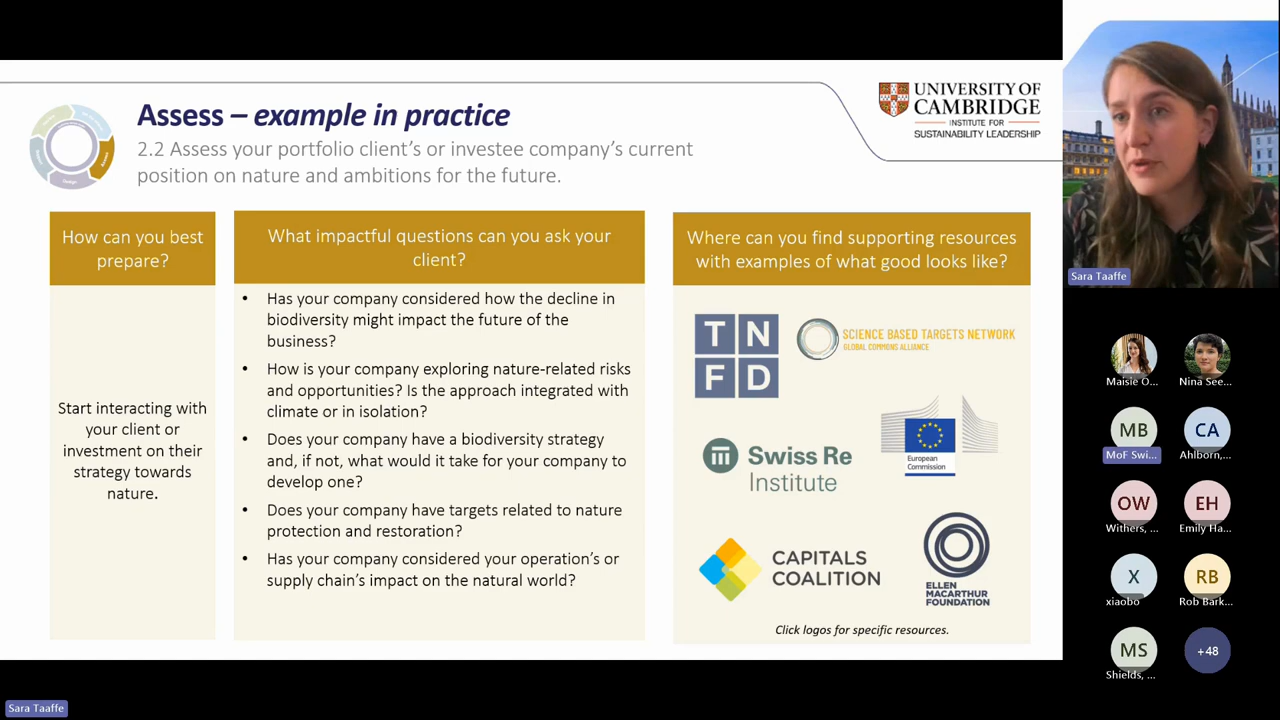 Assess – example in practice
2.2 Assess your portfolio client's or investee company's current
position on nature and ambitions for the future.
UNIVERSITY OF
CAMBRIDGE
INSTITUTE FOR
SUSTAINABILITY LEADERSHIP
How can you best
prepare?
Start interacting with
your client or
investment on their
strategy towards
nature.
What impactful questions can you ask your
client?
• Has your company considered how the decline in
biodiversity might impact the future of the
business?
• How is your company exploring nature-related risks
and opportunities? Is the approach integrated with
climate or in isolation?
• Does your company have a biodiversity strategy
and, if not, what would it take for your company to
develop one?
• Does your company have targets related to nature
protection and restoration?
• Has your company considered your operation's or
supply chain's impact on the natural world?
Where can you find supporting resources
with examples of what good looks like?
T N
F D
SCIENCE BASED TARGETS NETWORK
GLOBAL COMMONS ALLIANCE
Swiss Re
Institute
European
Commission
CAPITALS
COALITION
ELLEN
MACARTHUR
FOUNDATION
Click logos for specific resources.
Sara Taaffe
Maisie O...
Nina See...
MB
MoF Swi...
CA
Ahlborn,...
OW
Withers, ...
EH
Emily Ha...
X
xiaobo
RB
Rob Bark...
MS
Shields, ...
+48
Sara Taaffe